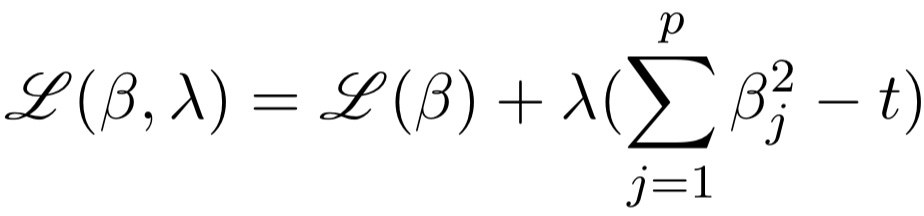 ℒ(β, λ) = ℒ(β) + λ(∑_{j=1}^{p} β_j^2 − t)